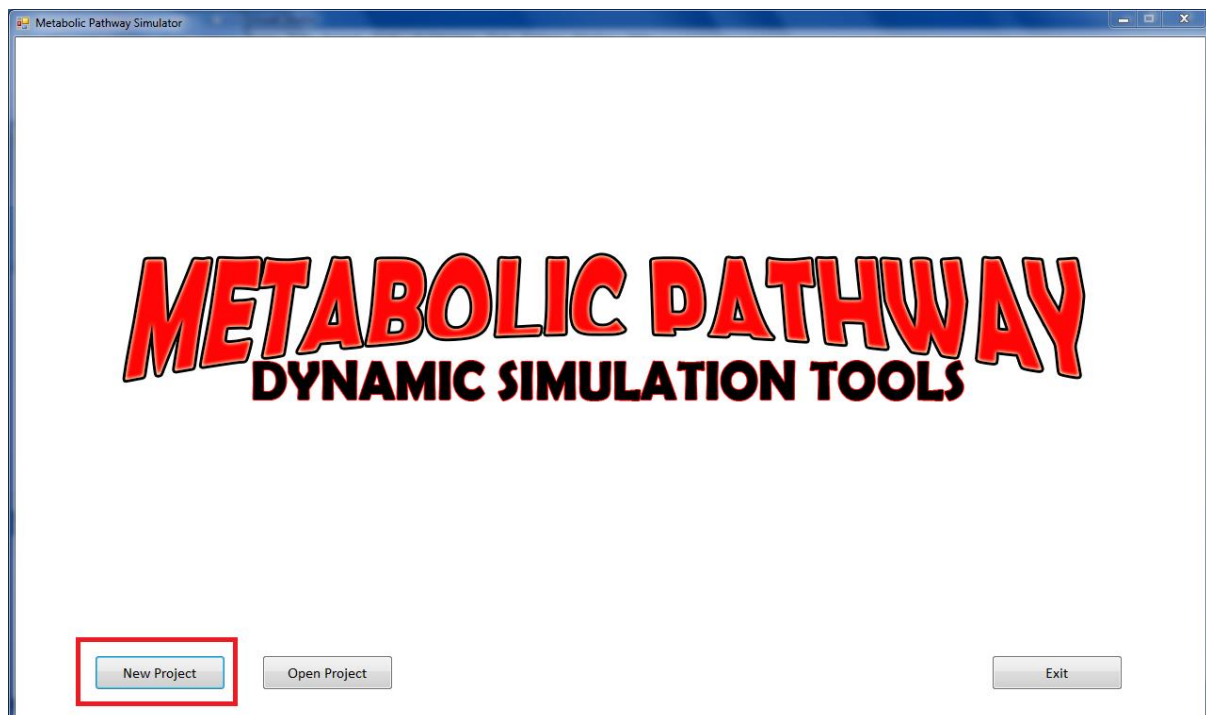 Metabolic Pathway Simulator
METABOLIC PATHWAY
DYNAMIC SIMULATION TOOLS
New Project
Open Project
Exit